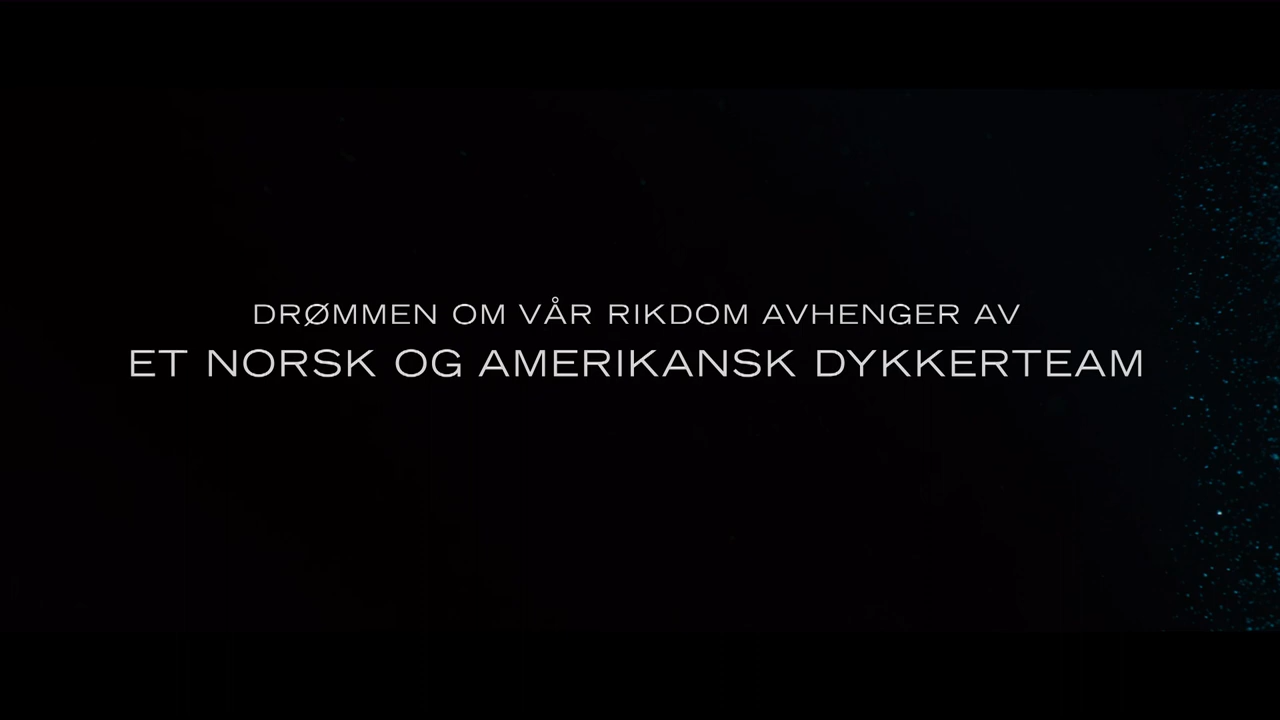 DRØMMEN OM VÅR RIKDOM AVHENGER AV
ET NORSK OG AMERIKANSK DYKKERTEAM